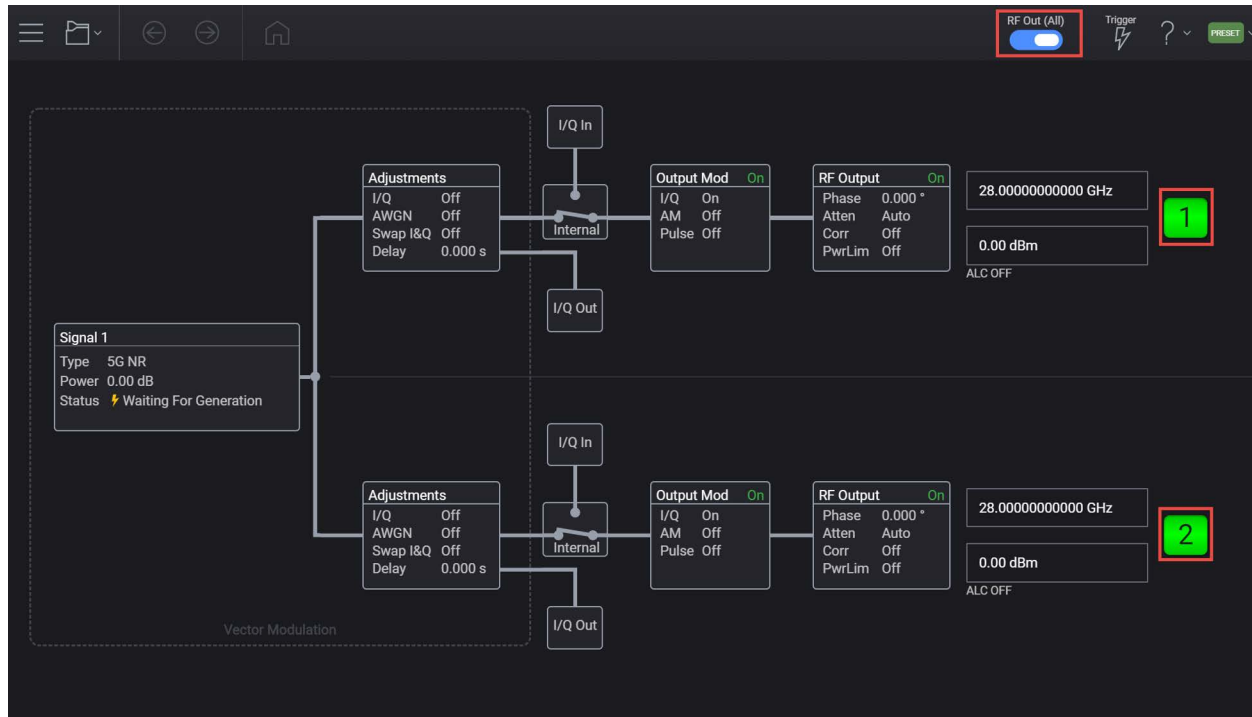 RF Out (All)
Trigger
?
PRESET
I/Q In
Adjustments
I/Q Off
AWGN Off
Swap I&Q Off
Delay 0.000 s
Internal
Output Mod On
I/Q On
AM Off
Pulse Off
RF Output On
Phase 0.000 °
Atten Auto
Corr Off
PwrLim Off
28.00000000000 GHz
0.00 dBm
ALC OFF
1
I/Q Out
Signal 1
Type 5G NR
Power 0.00 dB
Status Waiting For Generation
I/Q In
Adjustments
I/Q Off
AWGN Off
Swap I&Q Off
Delay 0.000 s
Internal
Output Mod On
I/Q On
AM Off
Pulse Off
RF Output On
Phase 0.000 °
Atten Auto
Corr Off
PwrLim Off
28.00000000000 GHz
0.00 dBm
ALC OFF
2
I/Q Out
Vector Modulation